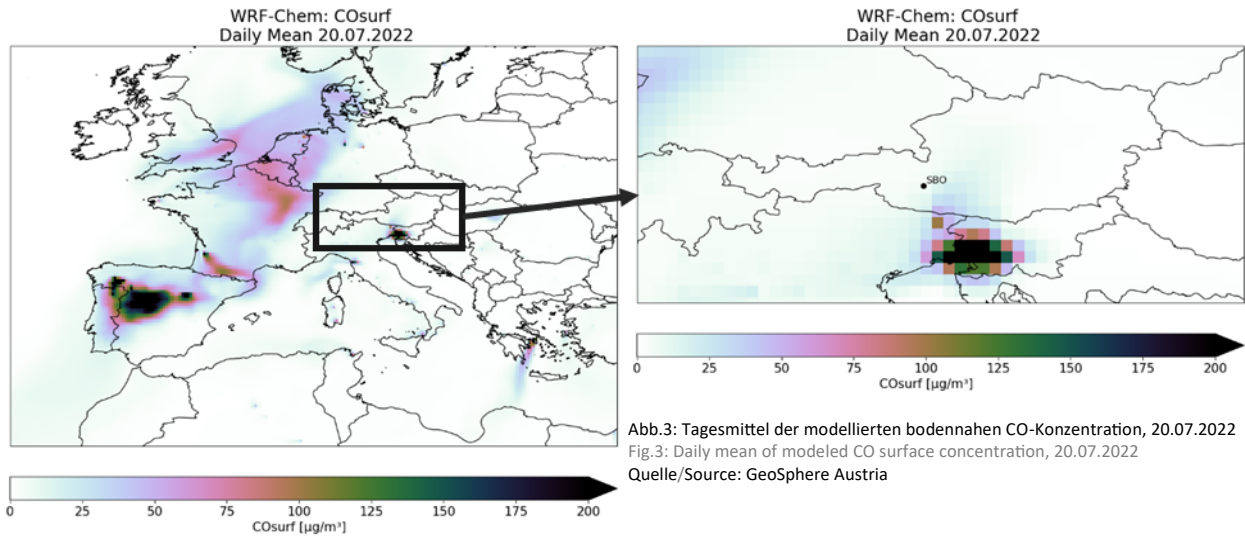 WRF-Chem: COsurf
Daily Mean 20.07.2022
0 25 50 75 100 125 150 175 200
COsurf [µg/m³]
WRF-Chem: COsurf
Daily Mean 20.07.2022
SBO
0 25 50 75 100 125 150 175 200
COsurf [µg/m³]
Abb.3: Tagesmittel der modellierten bodennahen CO-Konzentration, 20.07.2022
Fig.3: Daily mean of modeled CO surface concentration, 20.07.2022
Quelle/Source: GeoSphere Austria